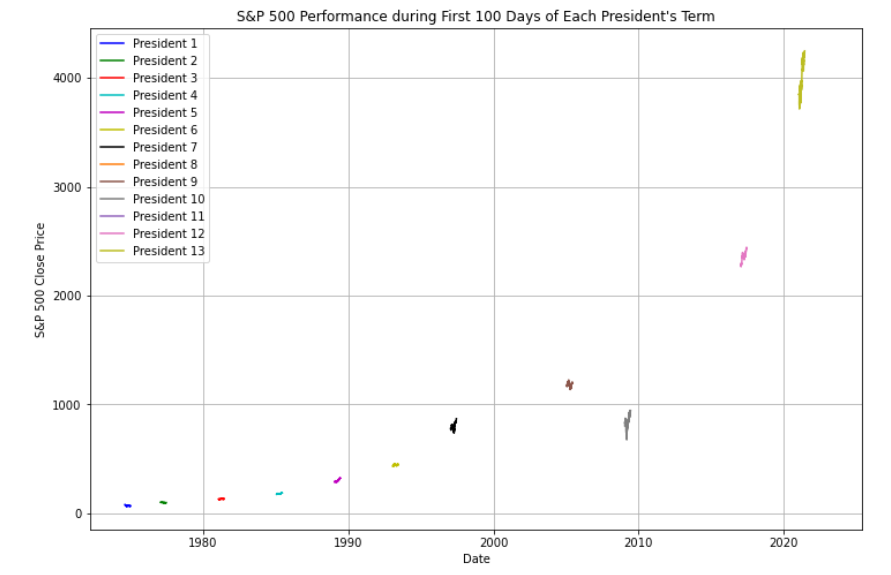 S&P 500 Performance during First 100 Days of Each President's Term
President 1
President 2
President 3
President 4
President 5
President 6
President 7
President 8
President 9
President 10
President 11
President 12
President 13
S&P 500 Close Price
4000
3000
2000
1000
0
1980
1990
2000
2010
2020
Date